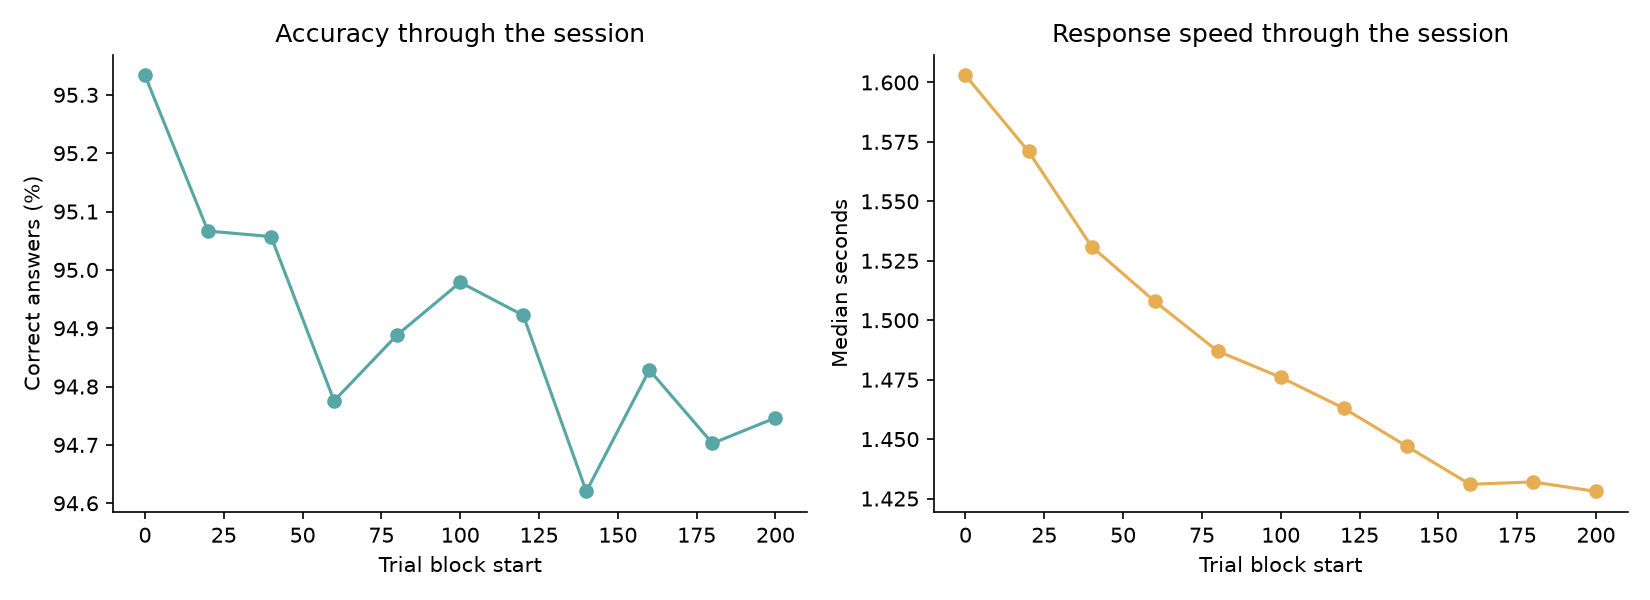 Accuracy through the session
Correct answers (%)
95.3
95.2
95.1
95.0
94.9
94.8
94.7
94.6
0 25 50 75 100 125 150 175 200
Trial block start
Response speed through the session
Median seconds
1.600
1.575
1.550
1.525
1.500
1.475
1.450
1.425
0 25 50 75 100 125 150 175 200
Trial block start